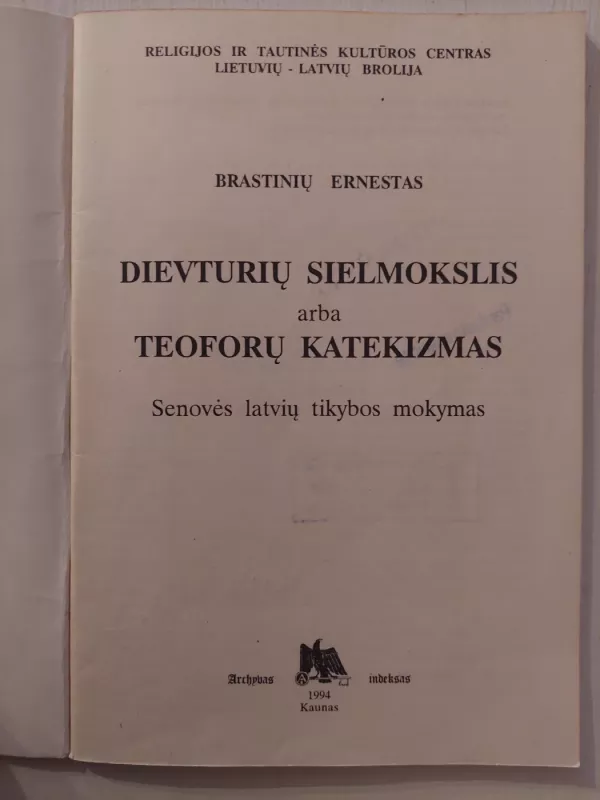 RELIGIJOS IR TAUTINĖS KULTŪROS CENTRAS
LIETUVIŲ - LATVIŲ BROLIJA
BRASTINIŲ ERNESTAS
DIEVTURIŲ SIELMOKSLIS
arba
TEOFORŲ KATEKIZMAS
Senovės latvių tikybos mokymas
Archyvas indeksas
1994
Kaunas